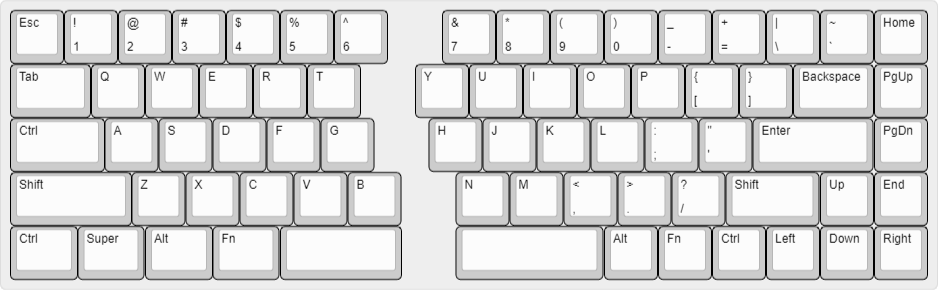 Esc ! @ # $ % ^ & * ( ) _ + | ~ Home
1 2 3 4 5 6 7 8 9 0 - = \ `
Tab Q W E R T Y U I O P { } Backspace PgUp
[ ]
Ctrl A S D F G H J K L : " Enter PgDn
; '
Shift Z X C V B N M < > ? Shift Up End
, . /
Ctrl Super Alt Fn Alt Fn Ctrl Left Down Right